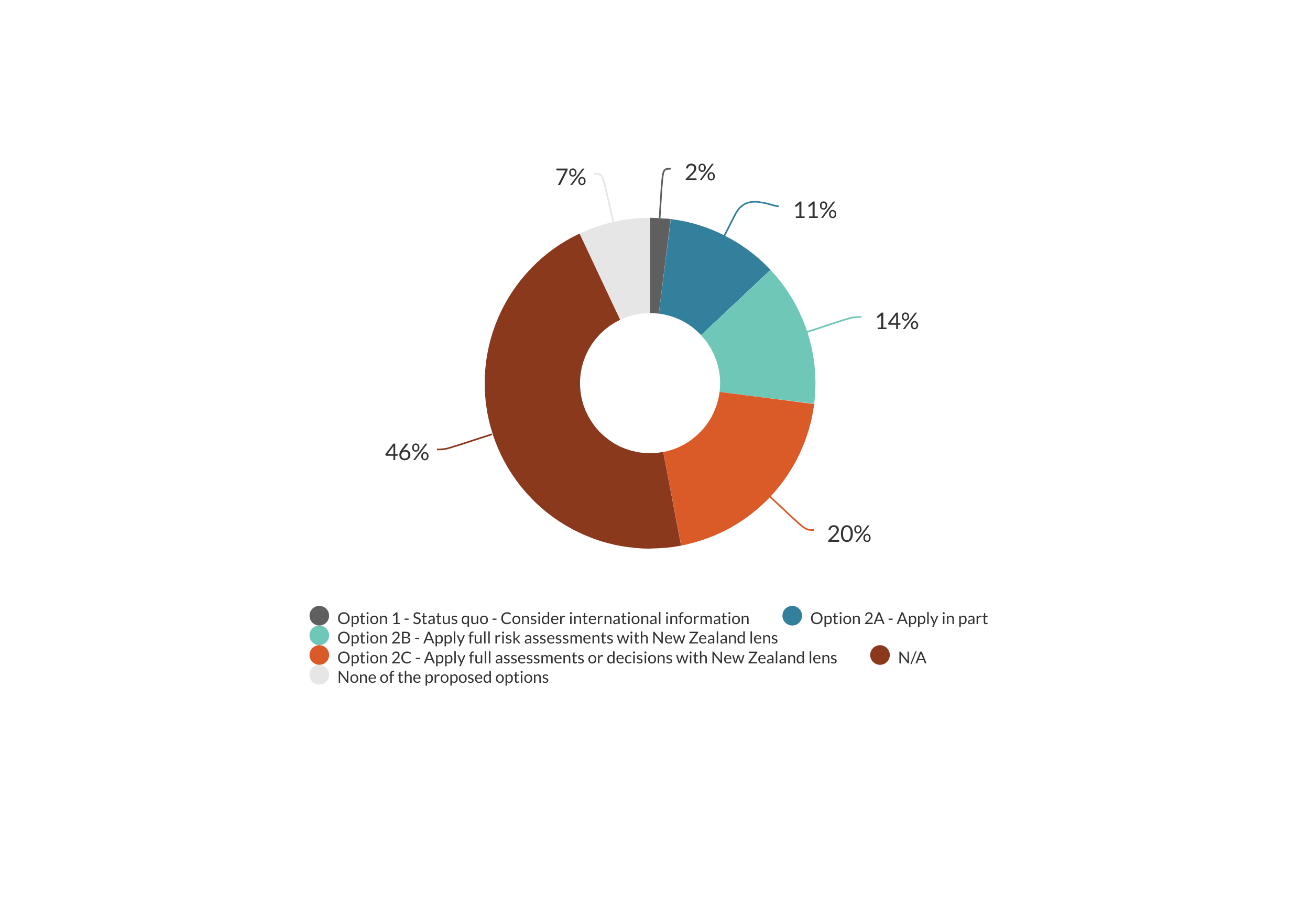 7%
2%
11%
14%
46%
20%
Option 1 - Status quo - Consider international information
Option 2A - Apply in part
Option 2B - Apply full risk assessments with New Zealand lens
Option 2C - Apply full assessments or decisions with New Zealand lens
N/A
None of the proposed options